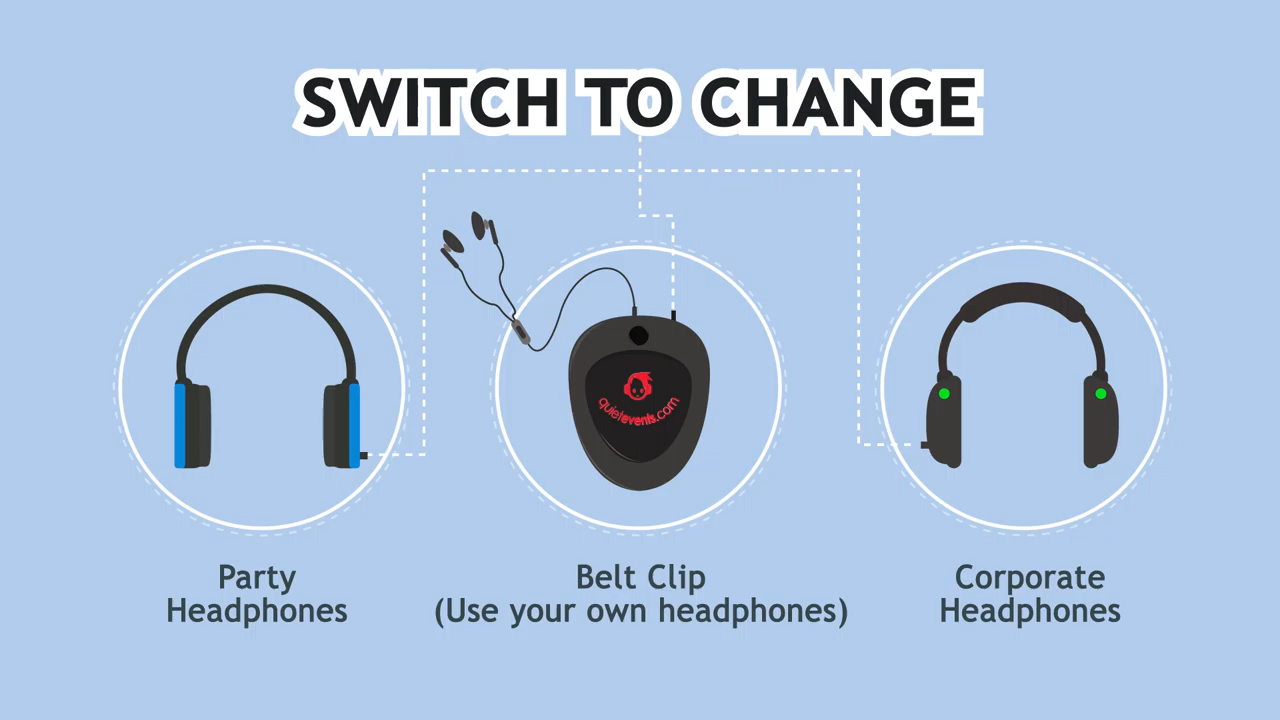 SWITCH TO CHANGE
quietevents.com
Party
Headphones
Belt Clip
(Use your own headphones)
Corporate
Headphones